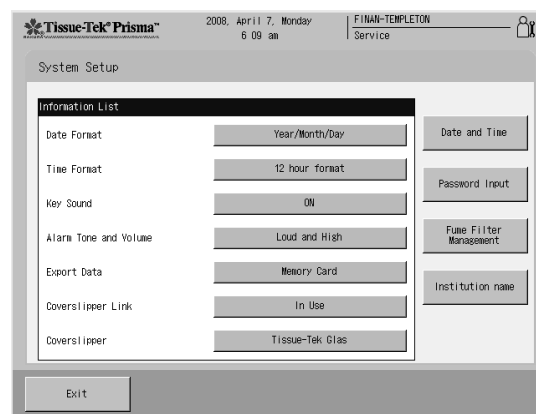 Tissue-Tek® Prisma™
2008, April 7, Monday
6 09 am
FINAN-TEMPLETON
Service
System Setup
Information List
Date Format Year/Month/Day
Time Format 12 hour format
Key Sound ON
Alarm Tone and Volume Loud and High
Export Data Memory Card
Coverslipper Link In Use
Coverslipper Tissue-Tek Glas
Date and Time
Password Input
Fume Filter
Management
Institution name
Exit